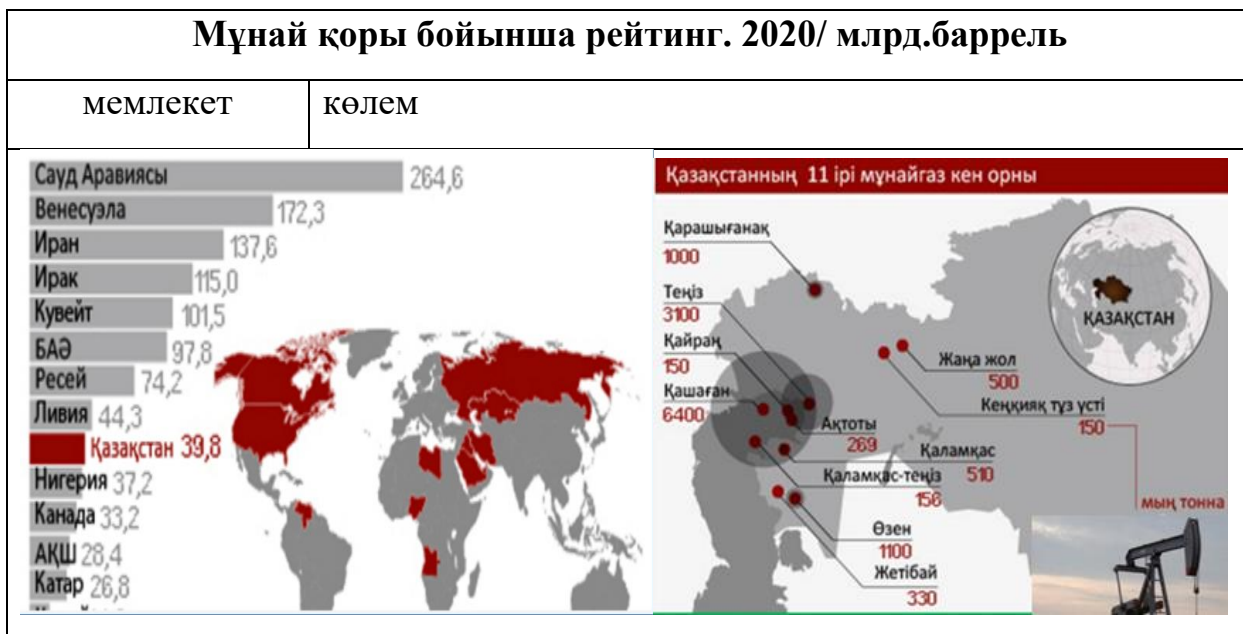 Мұнай қоры бойынша рейтинг. 2020/ млрд.баррель
мемлекет көлем
Сауд Аравиясы 264,6
Венесуэла 172,3
Иран 137,6
Ирак 115,0
Кувейт 101,5
БАӘ 97,8
Ресей 74,2
Ливия 44,3
Қазақстан 39,8
Нигерия 37,2
Канада 33,2
АҚШ 28,4
Катар 26,8
Қазақстанның 11 ірі мұнайгаз кен орны
Қарашығанақ
1000
Теңіз
3100
Қайраң
150
Қашаған
6400
ҚАЗАҚСТАН
Жаңа жол
500
Кеңкияк тұз үсті
150
Ақтоты
269
Қаламқас
510
Қаламқас-теңіз
156
мың тонна
Өзен
1100
Жетібай
330